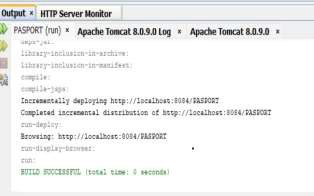 Output × HTTP Server Monitor
PASPORT (run) × Apache Tomcat 8.0.9.0 Log × Apache Tomcat 8.0.9.0 ×
library-inclusion-in-archive:
library-inclusion-in-manifest:
compile:
compile-jsps:
Incrementally deploying http://localhost:8084/PASPORT
Completed incremental distribution of http://localhost:8084/PASPORT
run-deploy:
Browsing: http://localhost:8084/PASPORT
run-display-browser:
run:
BUILD SUCCESSFUL (total time: 0 seconds)